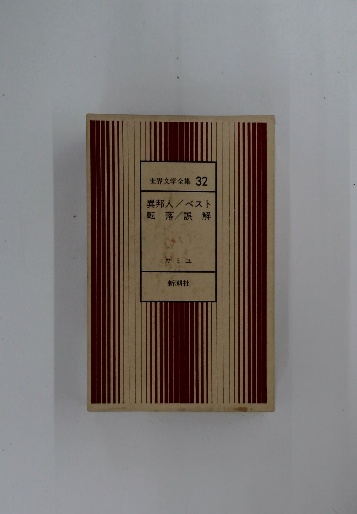 世界文学全集 32
異邦人/ペスト
転落/誤解
カミュ
新潮社